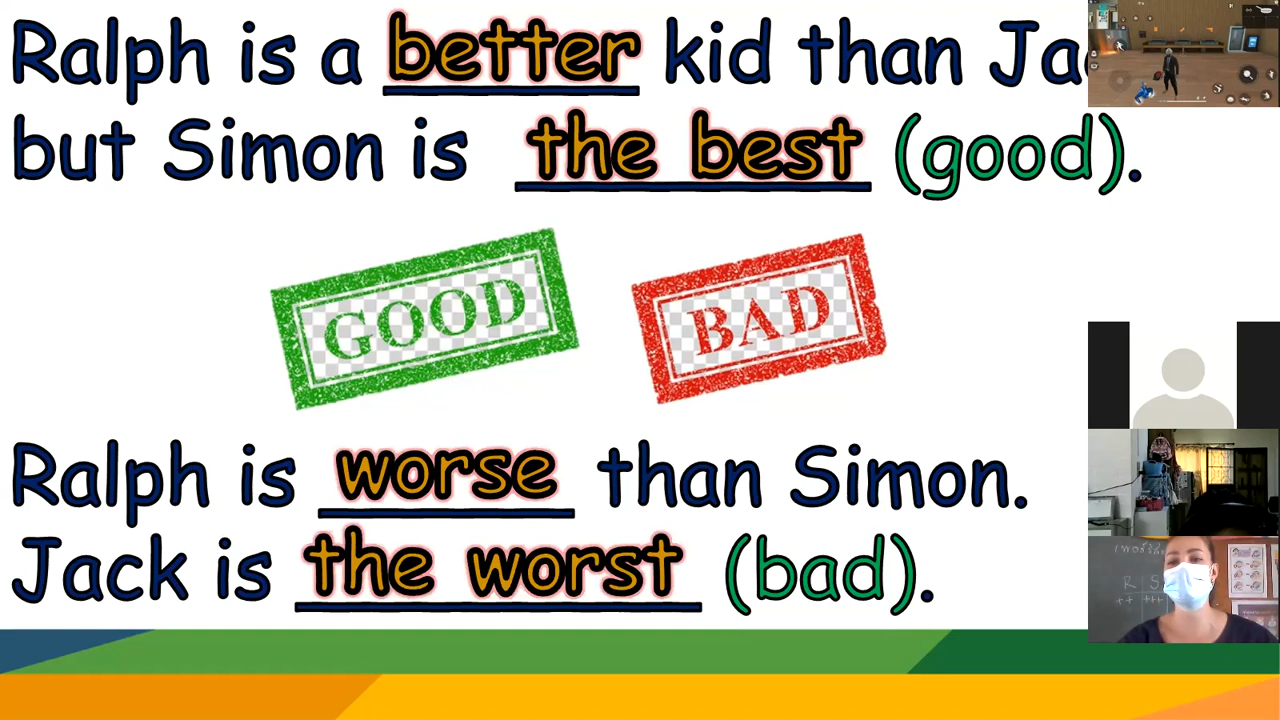 Ralph is a better kid than Ja
but Simon is the best (good).
GOOD
BAD
Ralph is worse than Simon.
Jack is the worst (bad).
R S
++ +++